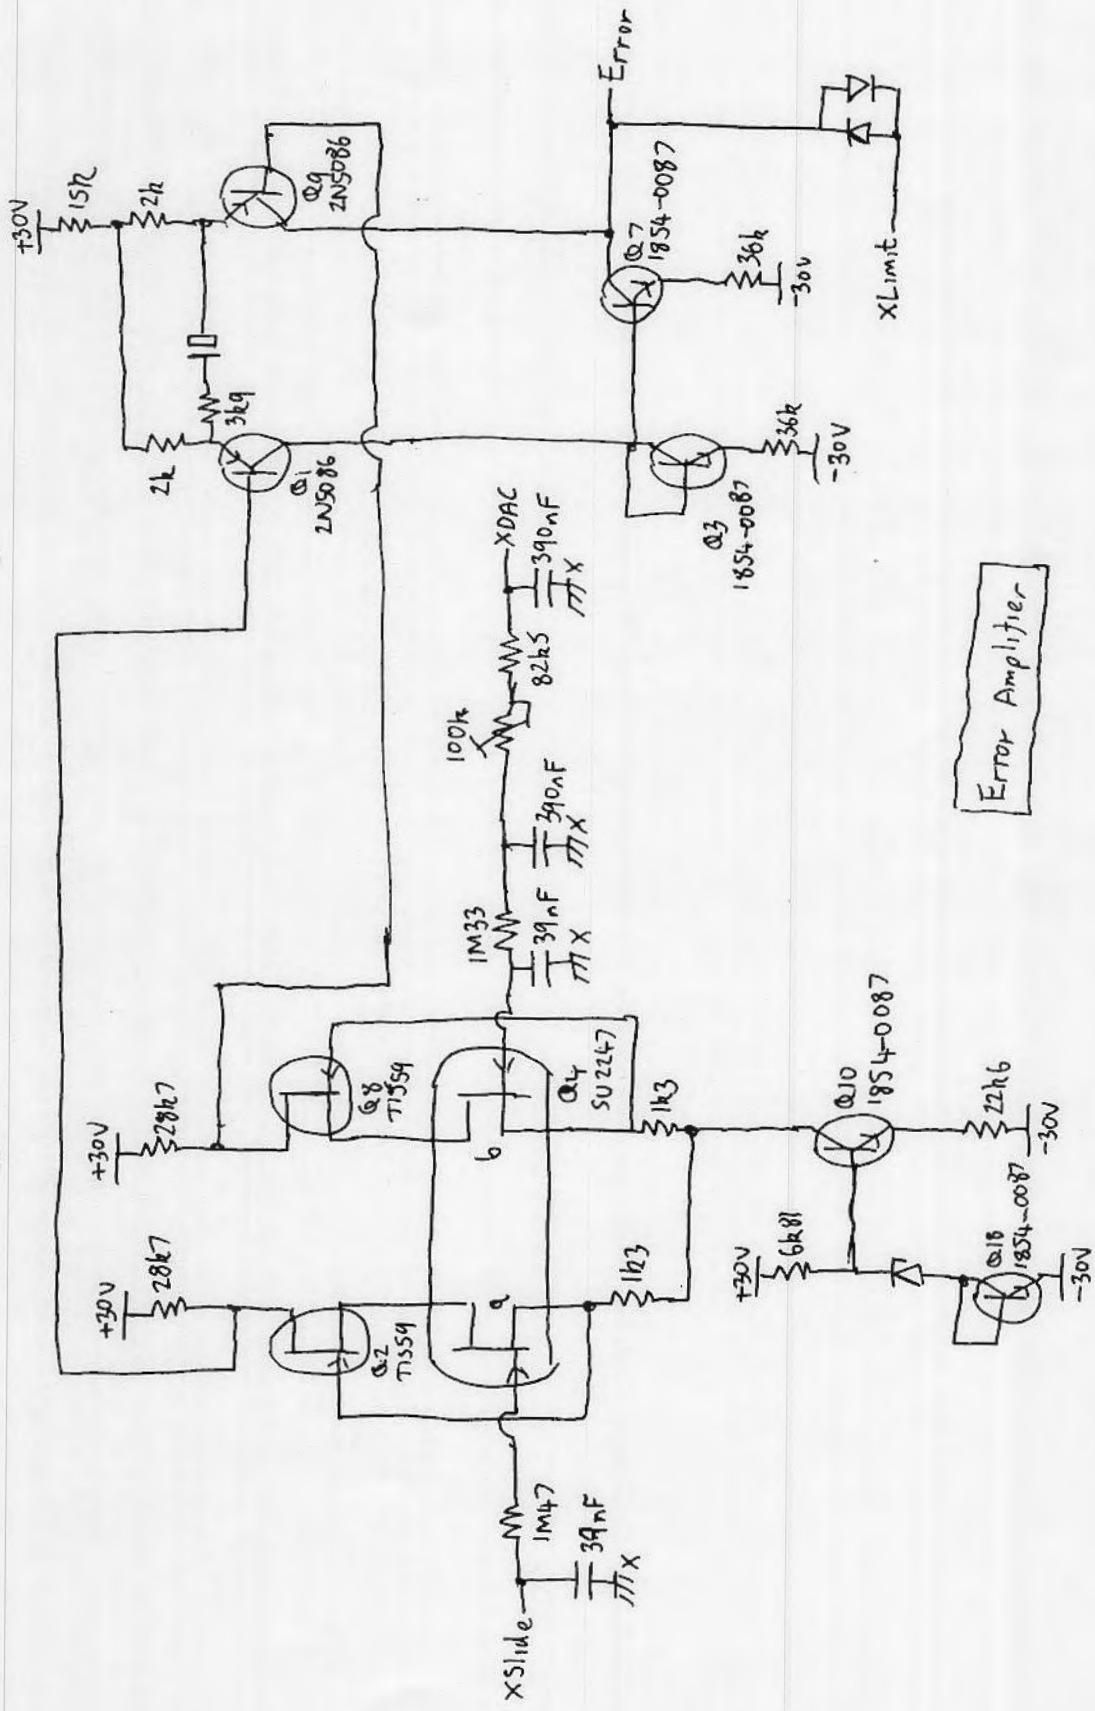 XSlide
1M47
39nF
X
+30V
28k7
Q2
TIS59
a
1k3
+30V
28k7
Q8
TIS59
b
Q4
SU2247
1k3
+30V
6k81
Q18
1854-0087
-30V
Q10
1854-0087
22k6
-30V
1M33
39nF
X
390nF
X
100k
82k5
XDAC
390nF
X
2k
Q1
2N5086
3k9
+30V
15k
2k
Q9
2N5086
Q3
1854-0087
36k
-30V
Q7
1854-0087
36k
-30V
Error
XLimit
Error Amplifier